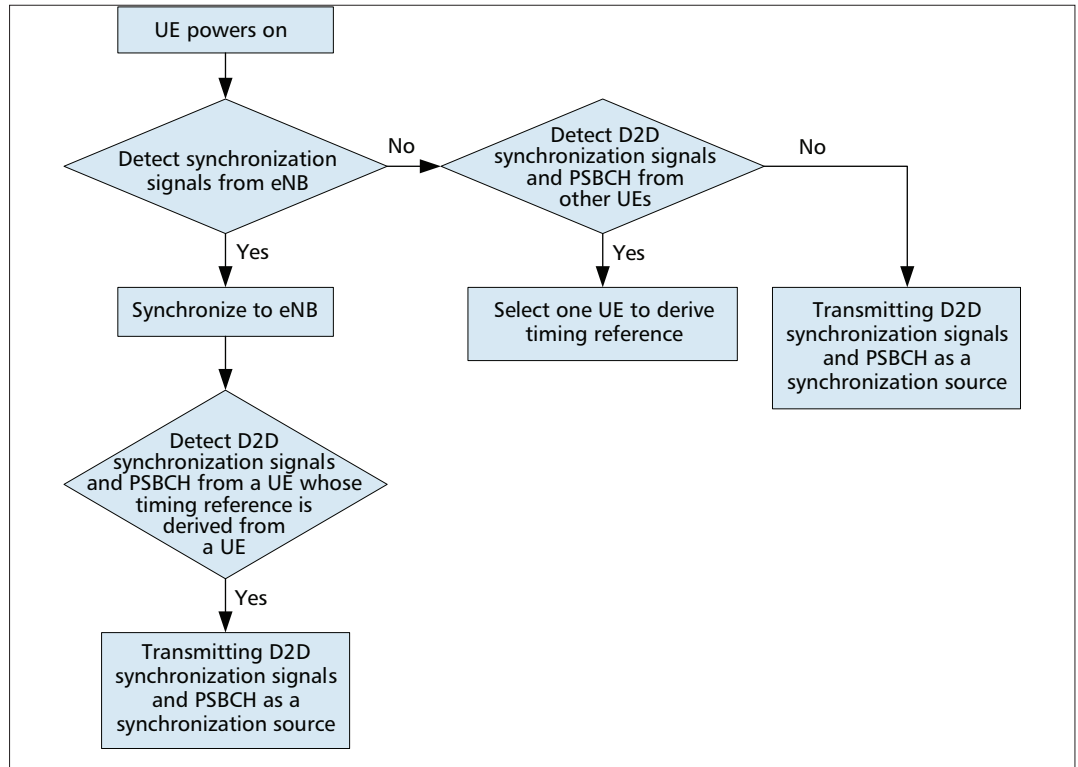 UE powers on
Detect synchronization
signals from eNB
No
Detect D2D
synchronization signals
and PSBCH from
other UEs
No
Yes
Yes
Synchronize to eNB
Select one UE to derive
timing reference
Transmitting D2D
synchronization signals
and PSBCH as a
synchronization source
Detect D2D
synchronization signals
and PSBCH from a UE whose
timing reference is
derived from
a UE
Yes
Transmitting D2D
synchronization signals
and PSBCH as a
synchronization source